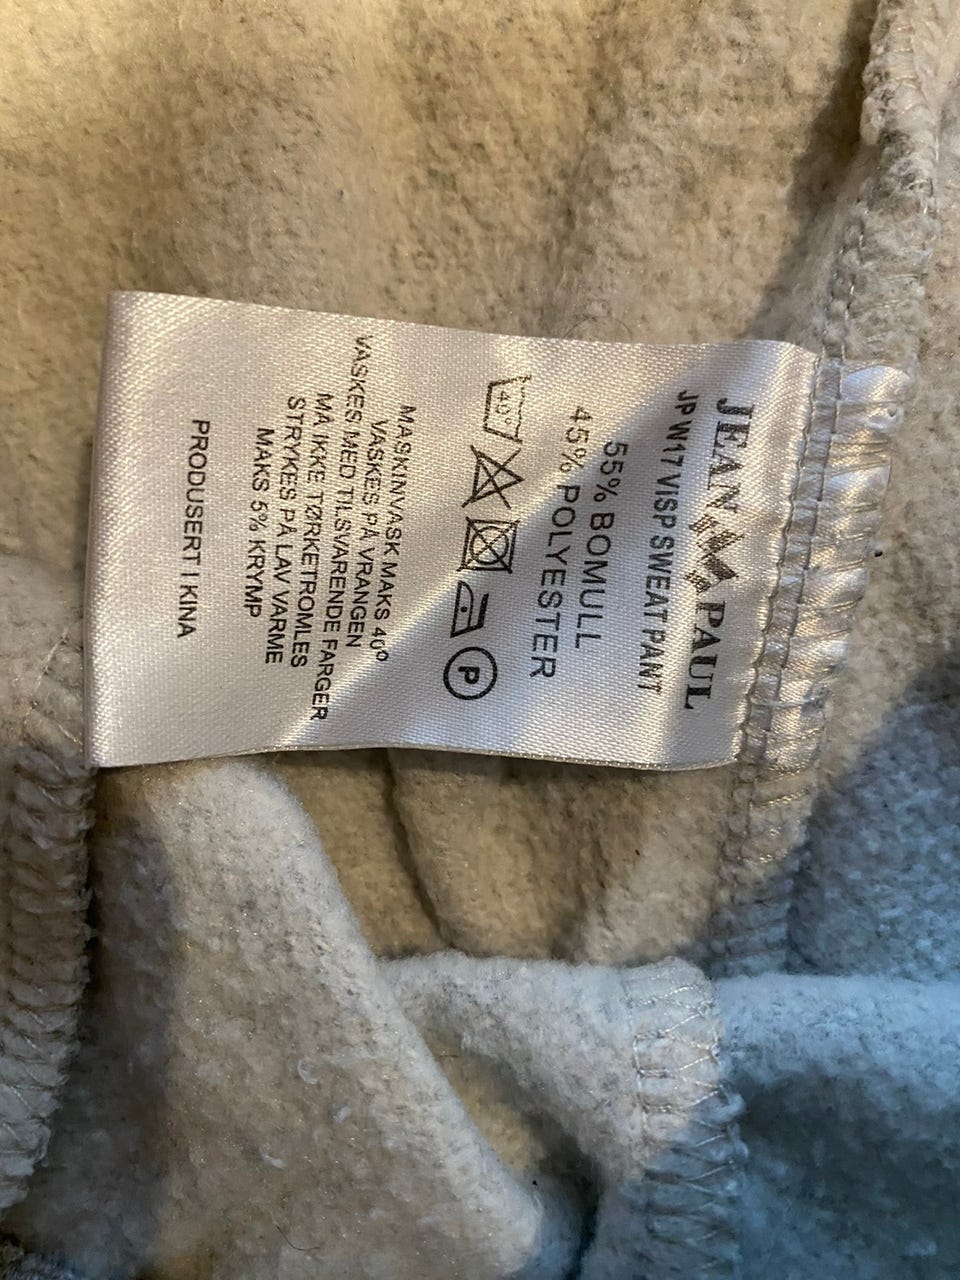 JEAN PAUL
JP W17 VISP SWEAT PANT
55% BOMULL
45% POLYESTER
40°
P
MASKINVASK MAKS 40°
VASKES PÅ VRANGEN
VASKES MED TILSVARENDE FARGER
MÅ IKKE TØRKETROMLES
STRYKES PÅ LAV VARME
MAKS 5% KRYMP
PRODUSERT I KINA